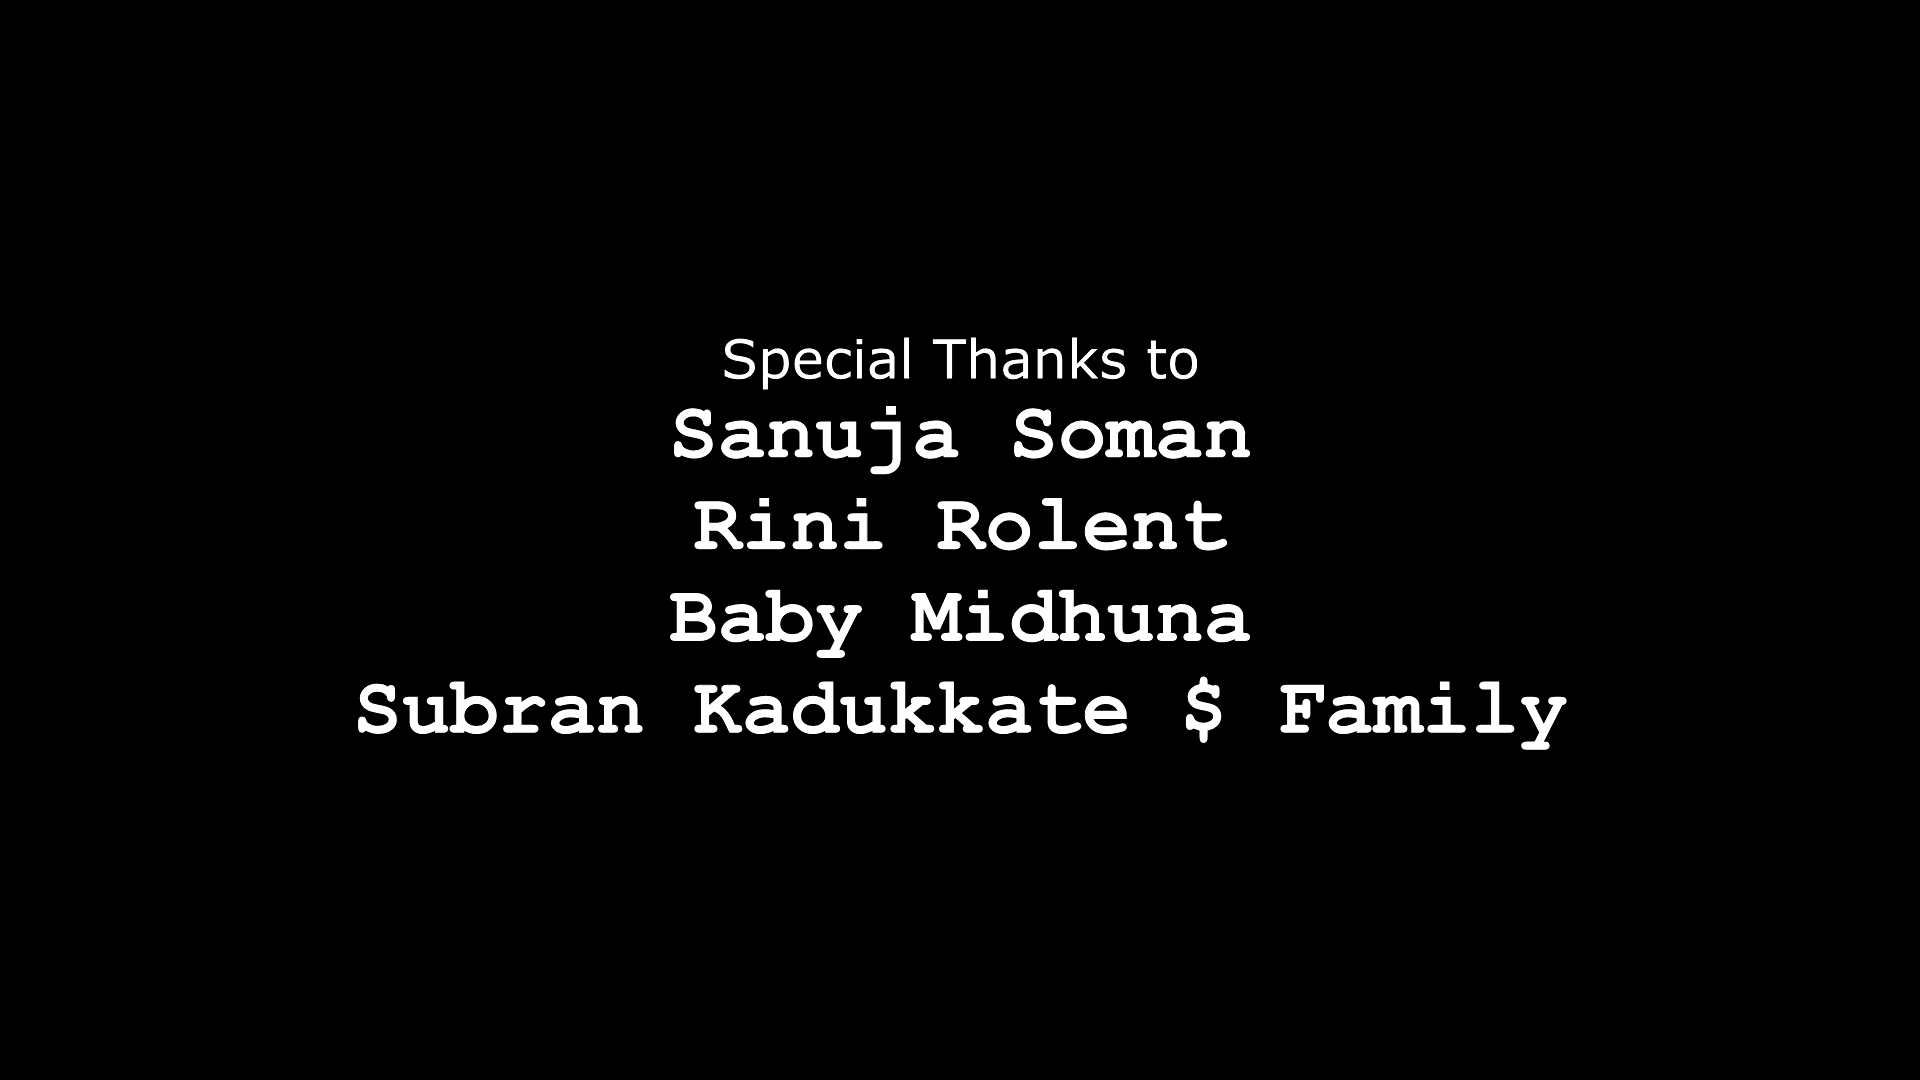 Special Thanks to
Sanuja Soman
Rini Rolent
Baby Midhuna
Subran Kadukkate $ Family